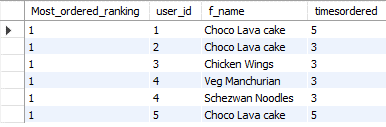 Most_ordered_ranking user_id f_name timesordered
1 1 Choco Lava cake 5
1 2 Choco Lava cake 3
1 3 Chicken Wings 3
1 4 Veg Manchurian 3
1 4 Schezwan Noodles 3
1 5 Choco Lava cake 5